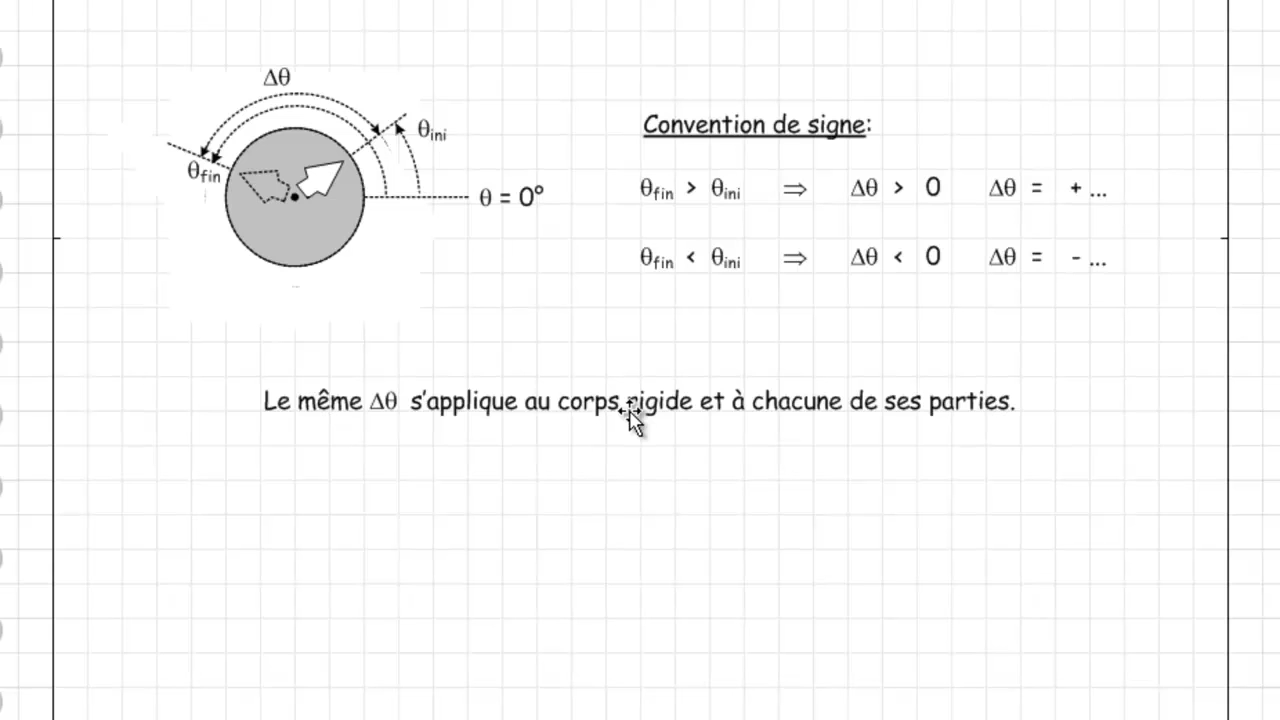 Δθ
θini
θfin
θ = 0°
Convention de signe:
θfin > θini ⇒ Δθ > 0 Δθ = + ...
θfin < θini ⇒ Δθ < 0 Δθ = - ...
Le même Δθ s'applique au corps rigide et à chacune de ses parties.